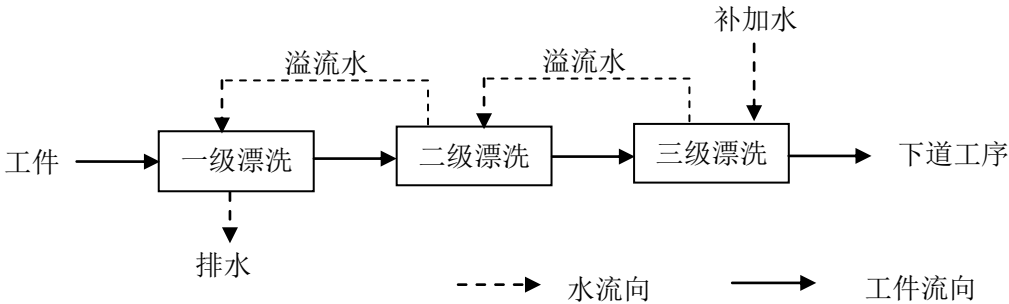 补加水
溢流水
溢流水
工件
一级漂洗
二级漂洗
三级漂洗
下道工序
排水
水流向
工件流向